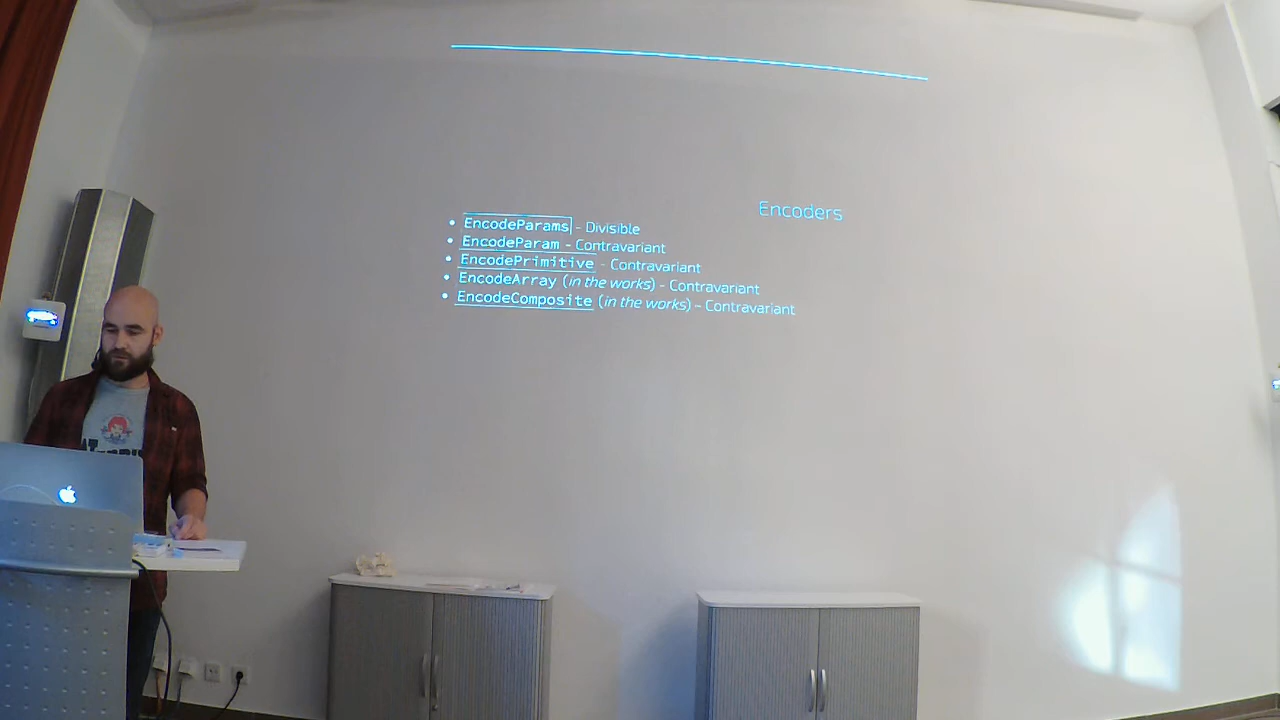 Encoders
• EncodeParams - Divisible
• EncodeParam - Contravariant
• EncodePrimitive - Contravariant
• EncodeArray (in the works) - Contravariant
• EncodeComposite (in the works) - Contravariant